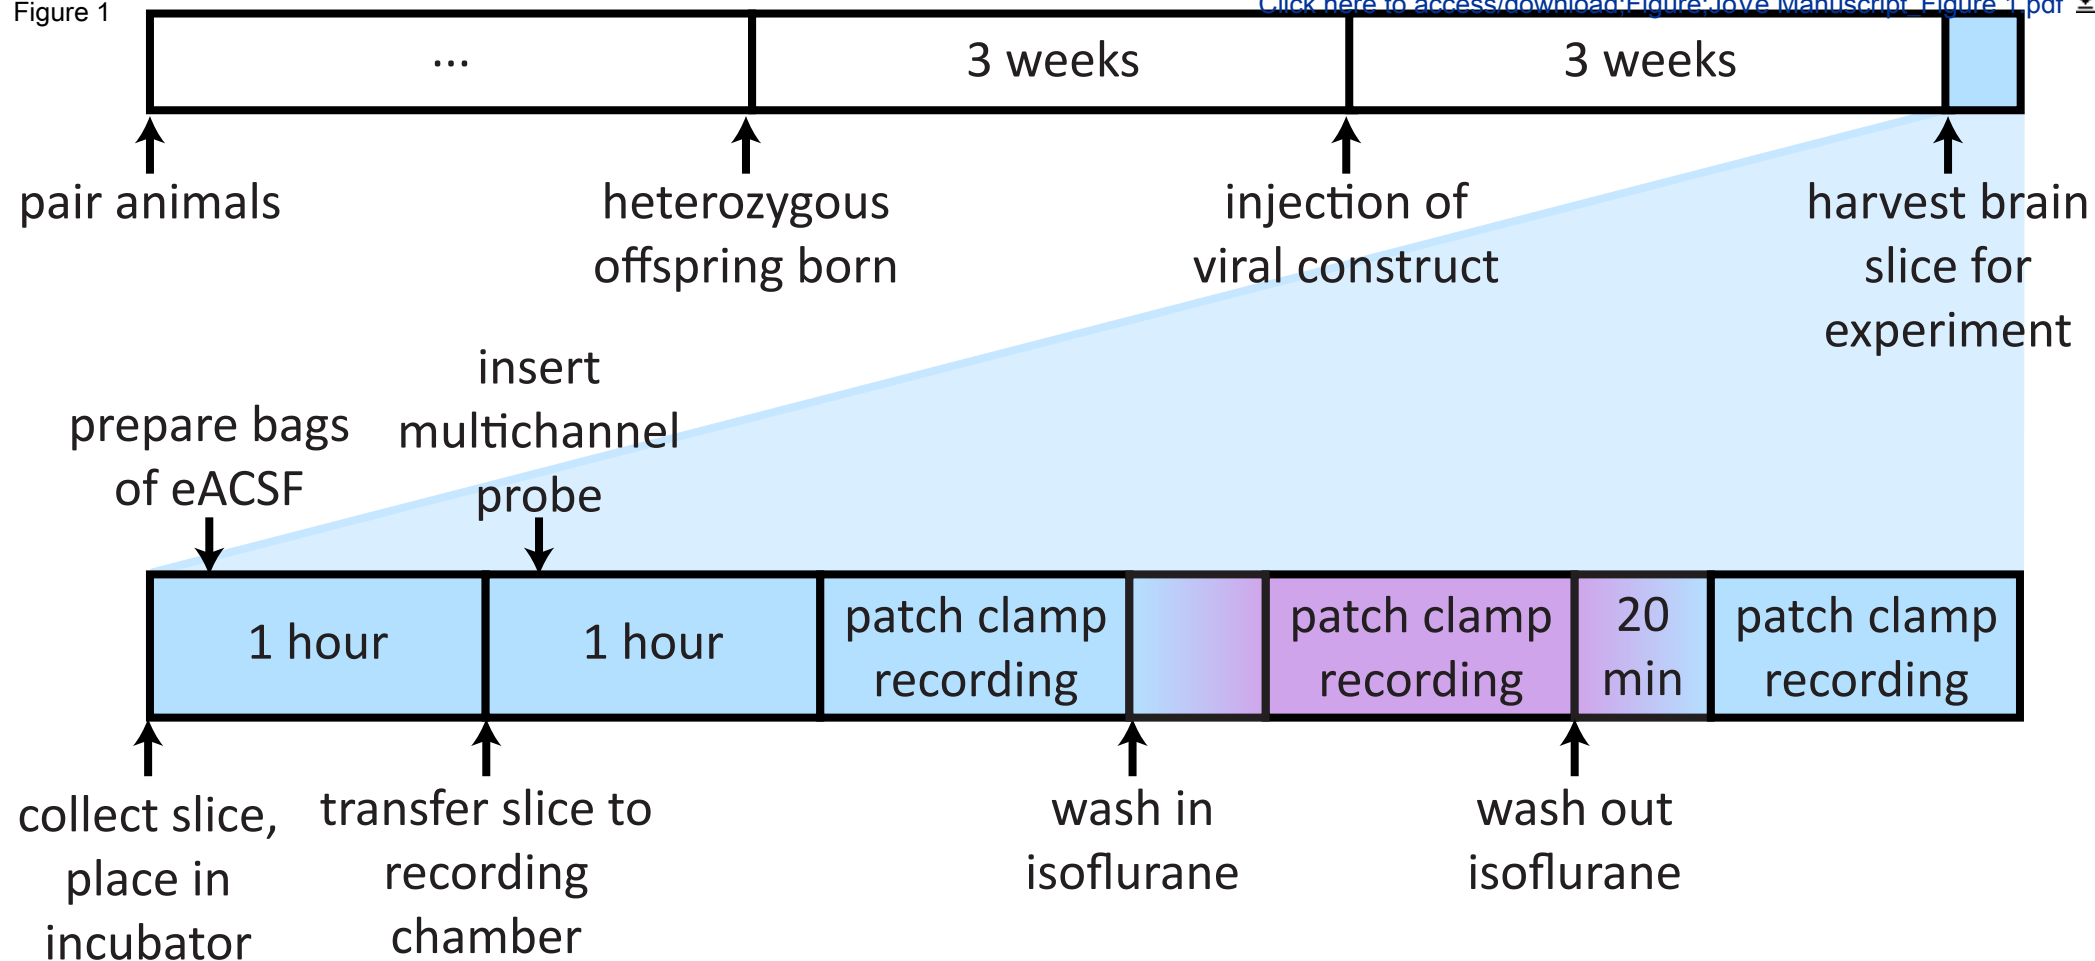 Figure 1
Click here to access/download;Figure;JoVe Manuscript_Figure 1.pdf
...
3 weeks
3 weeks
pair animals
heterozygous
offspring born
injection of
viral construct
harvest brain
slice for
experiment
prepare bags
of eACSF
insert
multichannel
probe
1 hour
1 hour
patch clamp
recording
patch clamp
recording
20
min
patch clamp
recording
collect slice,
place in
incubator
transfer slice to
recording
chamber
wash in
isoflurane
wash out
isoflurane